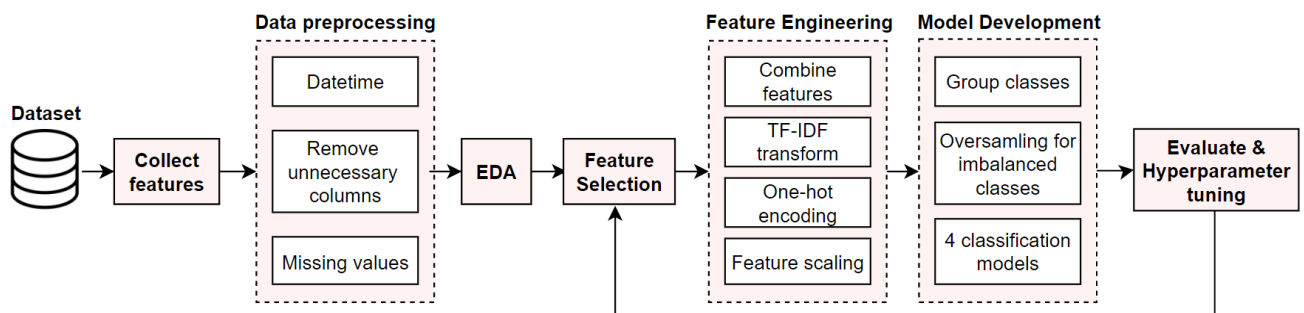 Dataset
Collect
features
Data preprocessing
Datetime
Remove
unnecessary
columns
Missing values
EDA
Feature
Selection
Feature Engineering
Combine
features
TF-IDF
transform
One-hot
encoding
Feature scaling
Model Development
Group classes
Oversamling for
imbalanced
classes
4 classification
models
Evaluate &
Hyperparameter
tuning